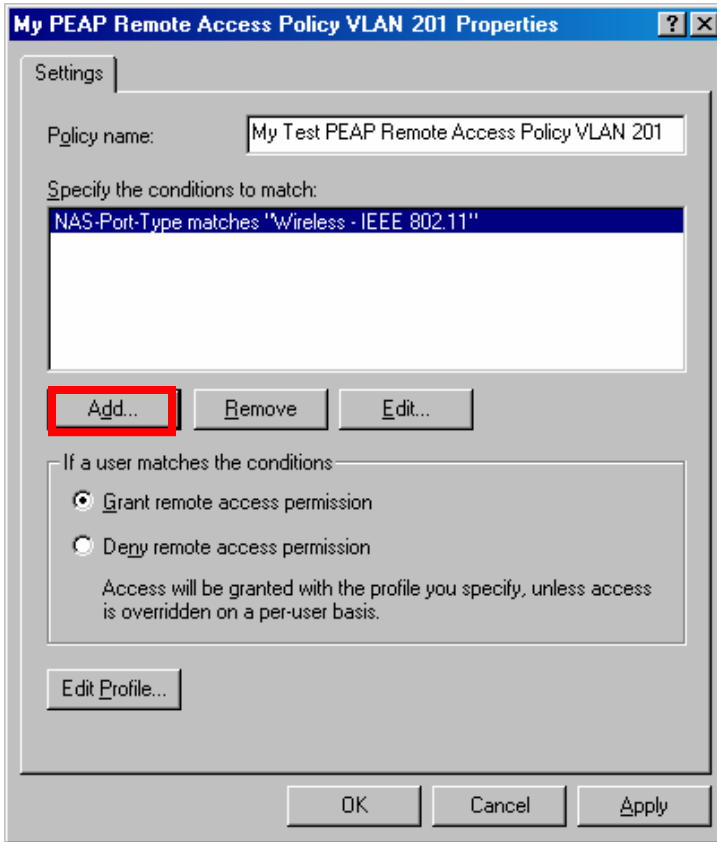 My PEAP Remote Access Policy VLAN 201 Properties
Settings
Policy name:
My Test PEAP Remote Access Policy VLAN 201
Specify the conditions to match:
NAS-Port-Type matches "Wireless - IEEE 802.11"
Add...
Remove
Edit...
If a user matches the conditions
Grant remote access permission
Deny remote access permission
Access will be granted with the profile you specify, unless access
is overridden on a per-user basis.
Edit Profile...
OK
Cancel
Apply